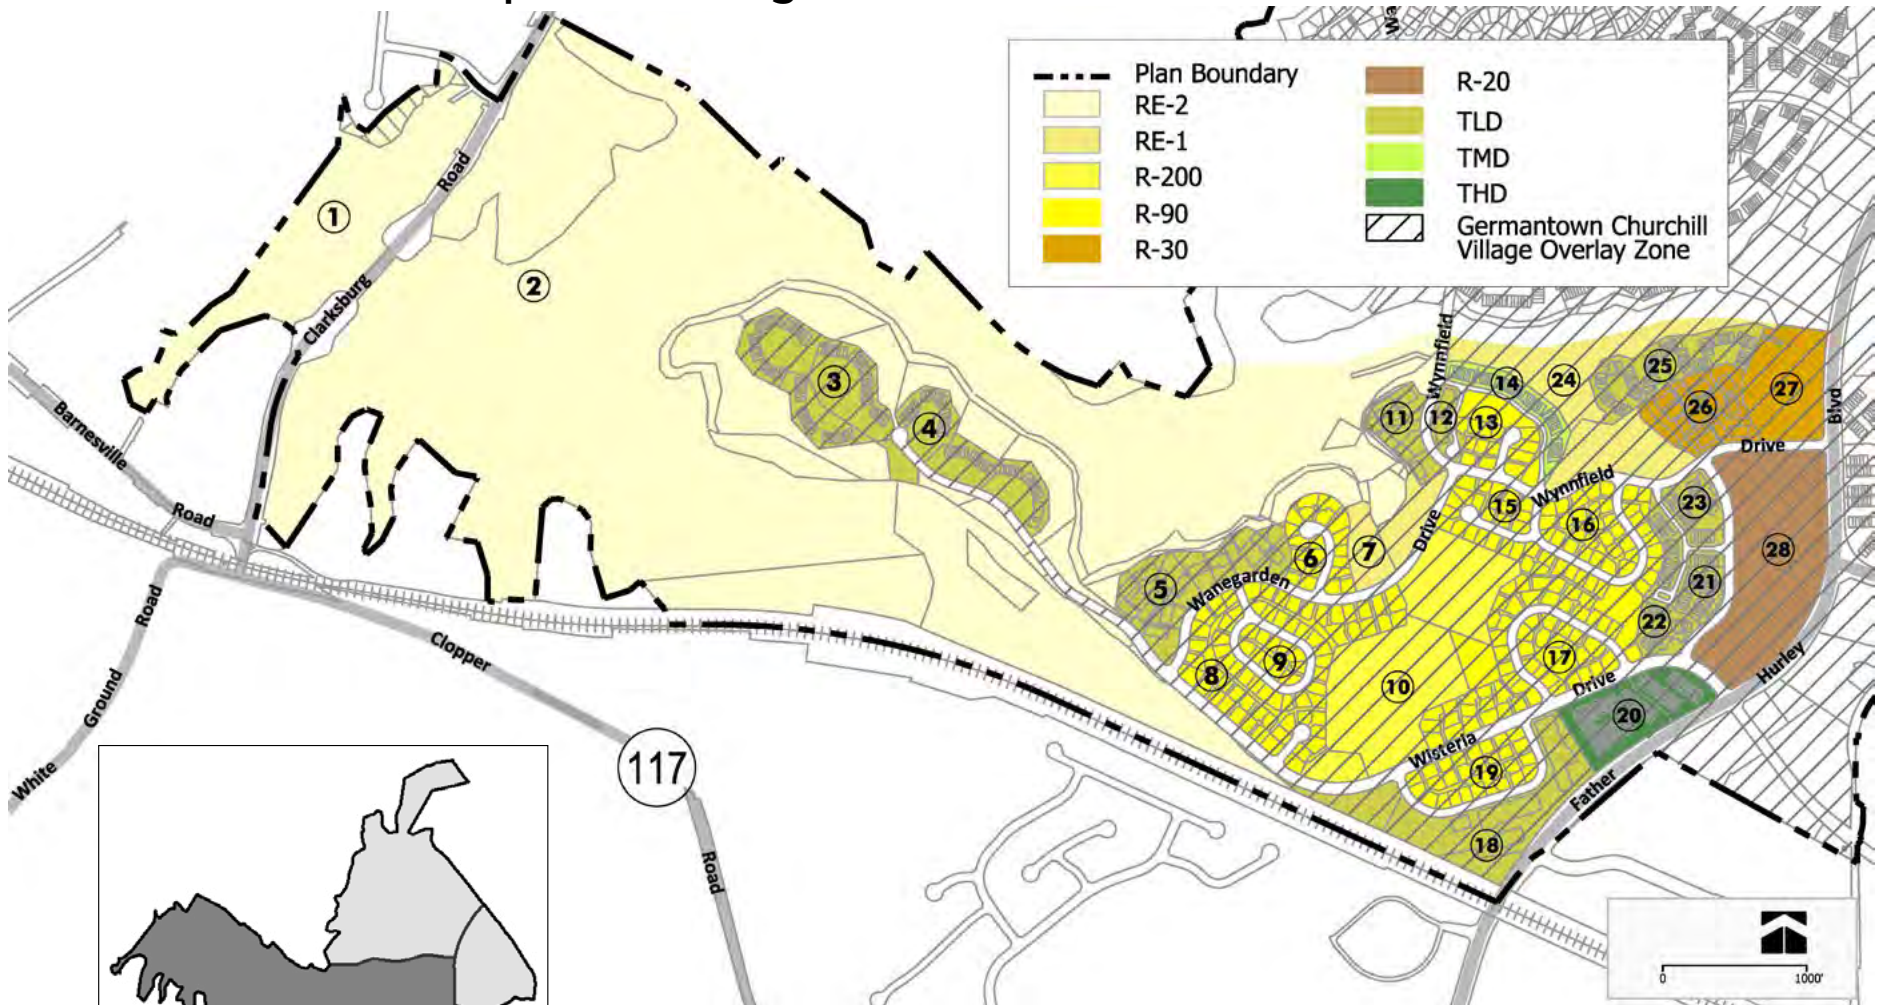 Plan Boundary
RE-2
RE-1
R-200
R-90
R-30
R-20
TLD
TMD
THD
Germantown Churchill
Village Overlay Zone
1
2
3
4
5
6
7
8
9
10
11
12
13
14
15
16
17
18
19
20
21
22
23
24
25
26
27
28
Clarksburg
Road
Barnesville
Road
White
Ground
Road
Clopper
117
Road
Wanegarden
Wynnfield
Drive
Wynnfield
Drive
Wisteria
Drive
Father
Hurley
Blvd
0
1000'